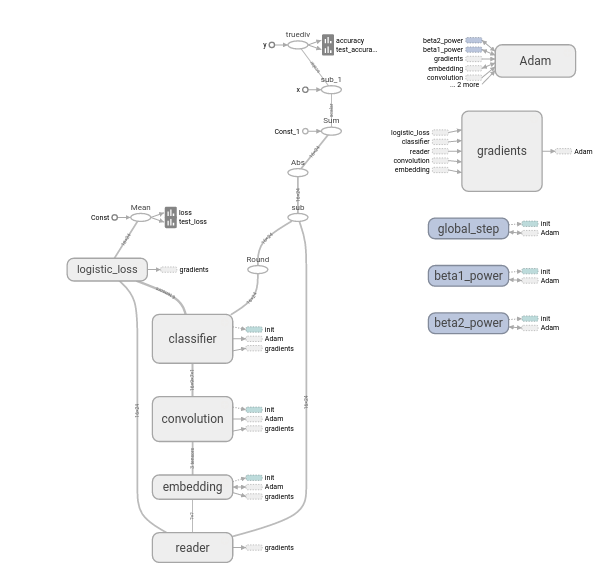 truediv
y
accuracy
test_accura...
sub_1
x
Sum
Const_1
Abs
sub
Mean
Const
loss
test_loss
Round
logistic_loss
gradients
classifier
init
Adam
gradients
convolution
init
Adam
gradients
embedding
init
Adam
gradients
reader
gradients
beta2_power
beta1_power
gradients
embedding
convolution
... 2 more
Adam
logistic_loss
classifier
reader
convolution
embedding
gradients
Adam
global_step
init
Adam
beta1_power
init
Adam
beta2_power
init
Adam